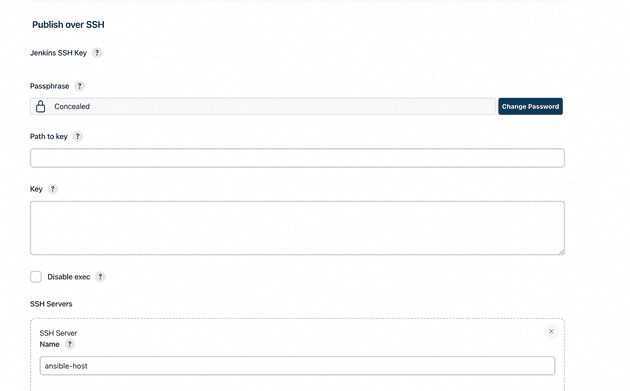 Publish over SSH
Jenkins SSH Key ?
Passphrase ?
Concealed Change Password
Path to key ?
Key ?
Disable exec ?
SSH Servers
SSH Server
Name ?
ansible-host